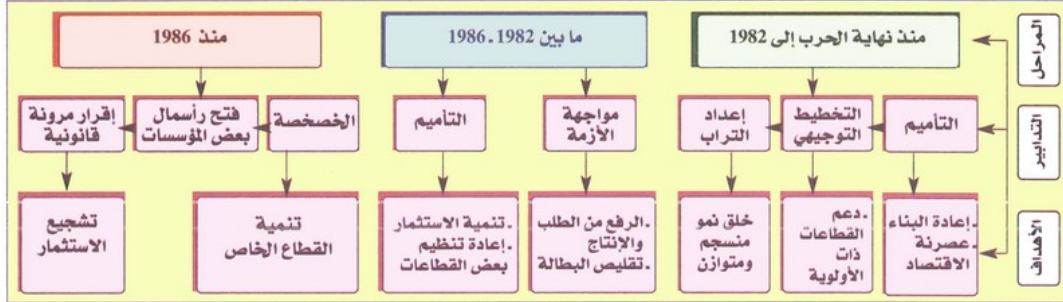 المراحل
منذ نهاية الحرب إلى 1982
ما بين 1982 ـ 1986
منذ 1986
التدابير
التأميم
التخطيط
التوجيهي
إعداد
التراب
مواجهة
الأزمة
التأميم
الخصخصة
فتح رأسمال
بعض المؤسسات
إقرار مرونة
قانونية
الأهداف
ـ إعادة البناء
ـ عصرنة
الاقتصاد
ـ دعم
القطاعات
ذات
الأولوية
خلق نمو
منسجم
ومتوازن
ـ الرفع من الطلب
والإنتاج
ـ تقليص البطالة
ـ تنمية الاستثمار
ـ إعادة تنظيم
بعض القطاعات
تنمية
القطاع الخاص
تشجيع
الاستثمار